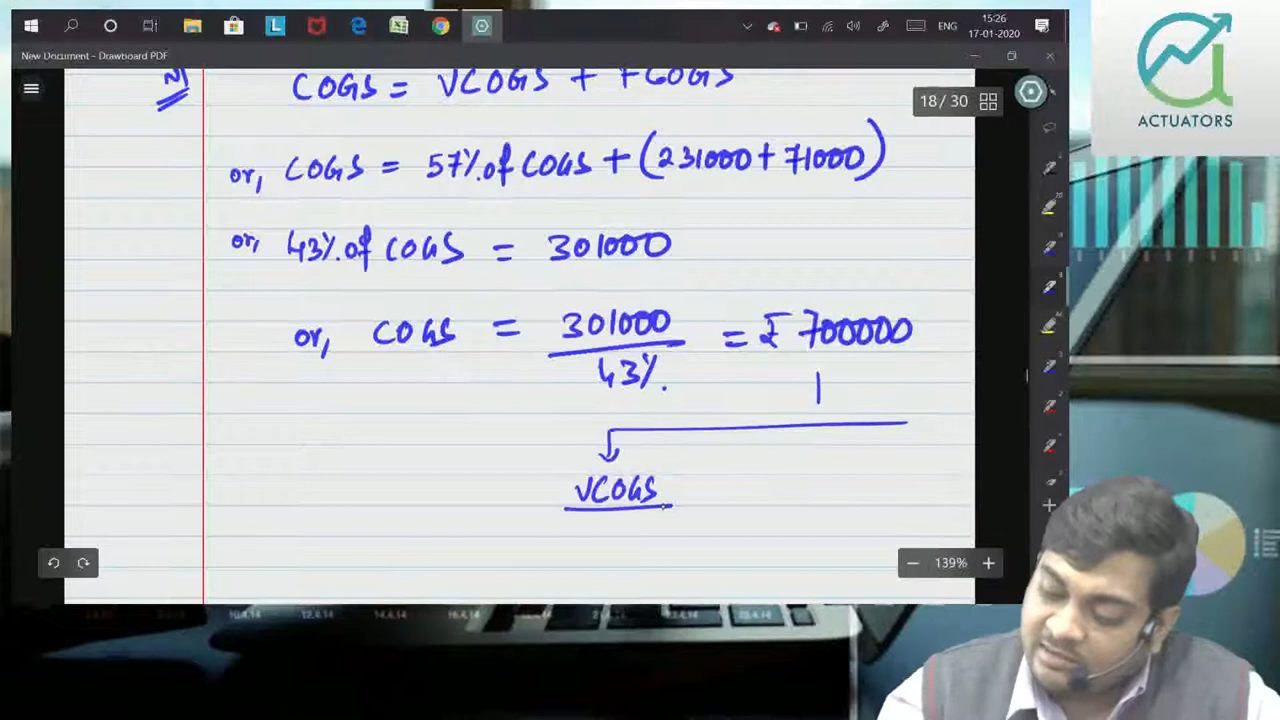 15:26
ENG
17-01-2020
New Document - Drawboard PDF
N
COGS = VCOGS + FCOGS
18 / 30
ACTUATORS
or, COGS = 57% of COGS + (231000 + 71000)
or, 43% of COGS = 301000
or, COGS = 301000 = ₹ 700000
43%
VCOGS
139%